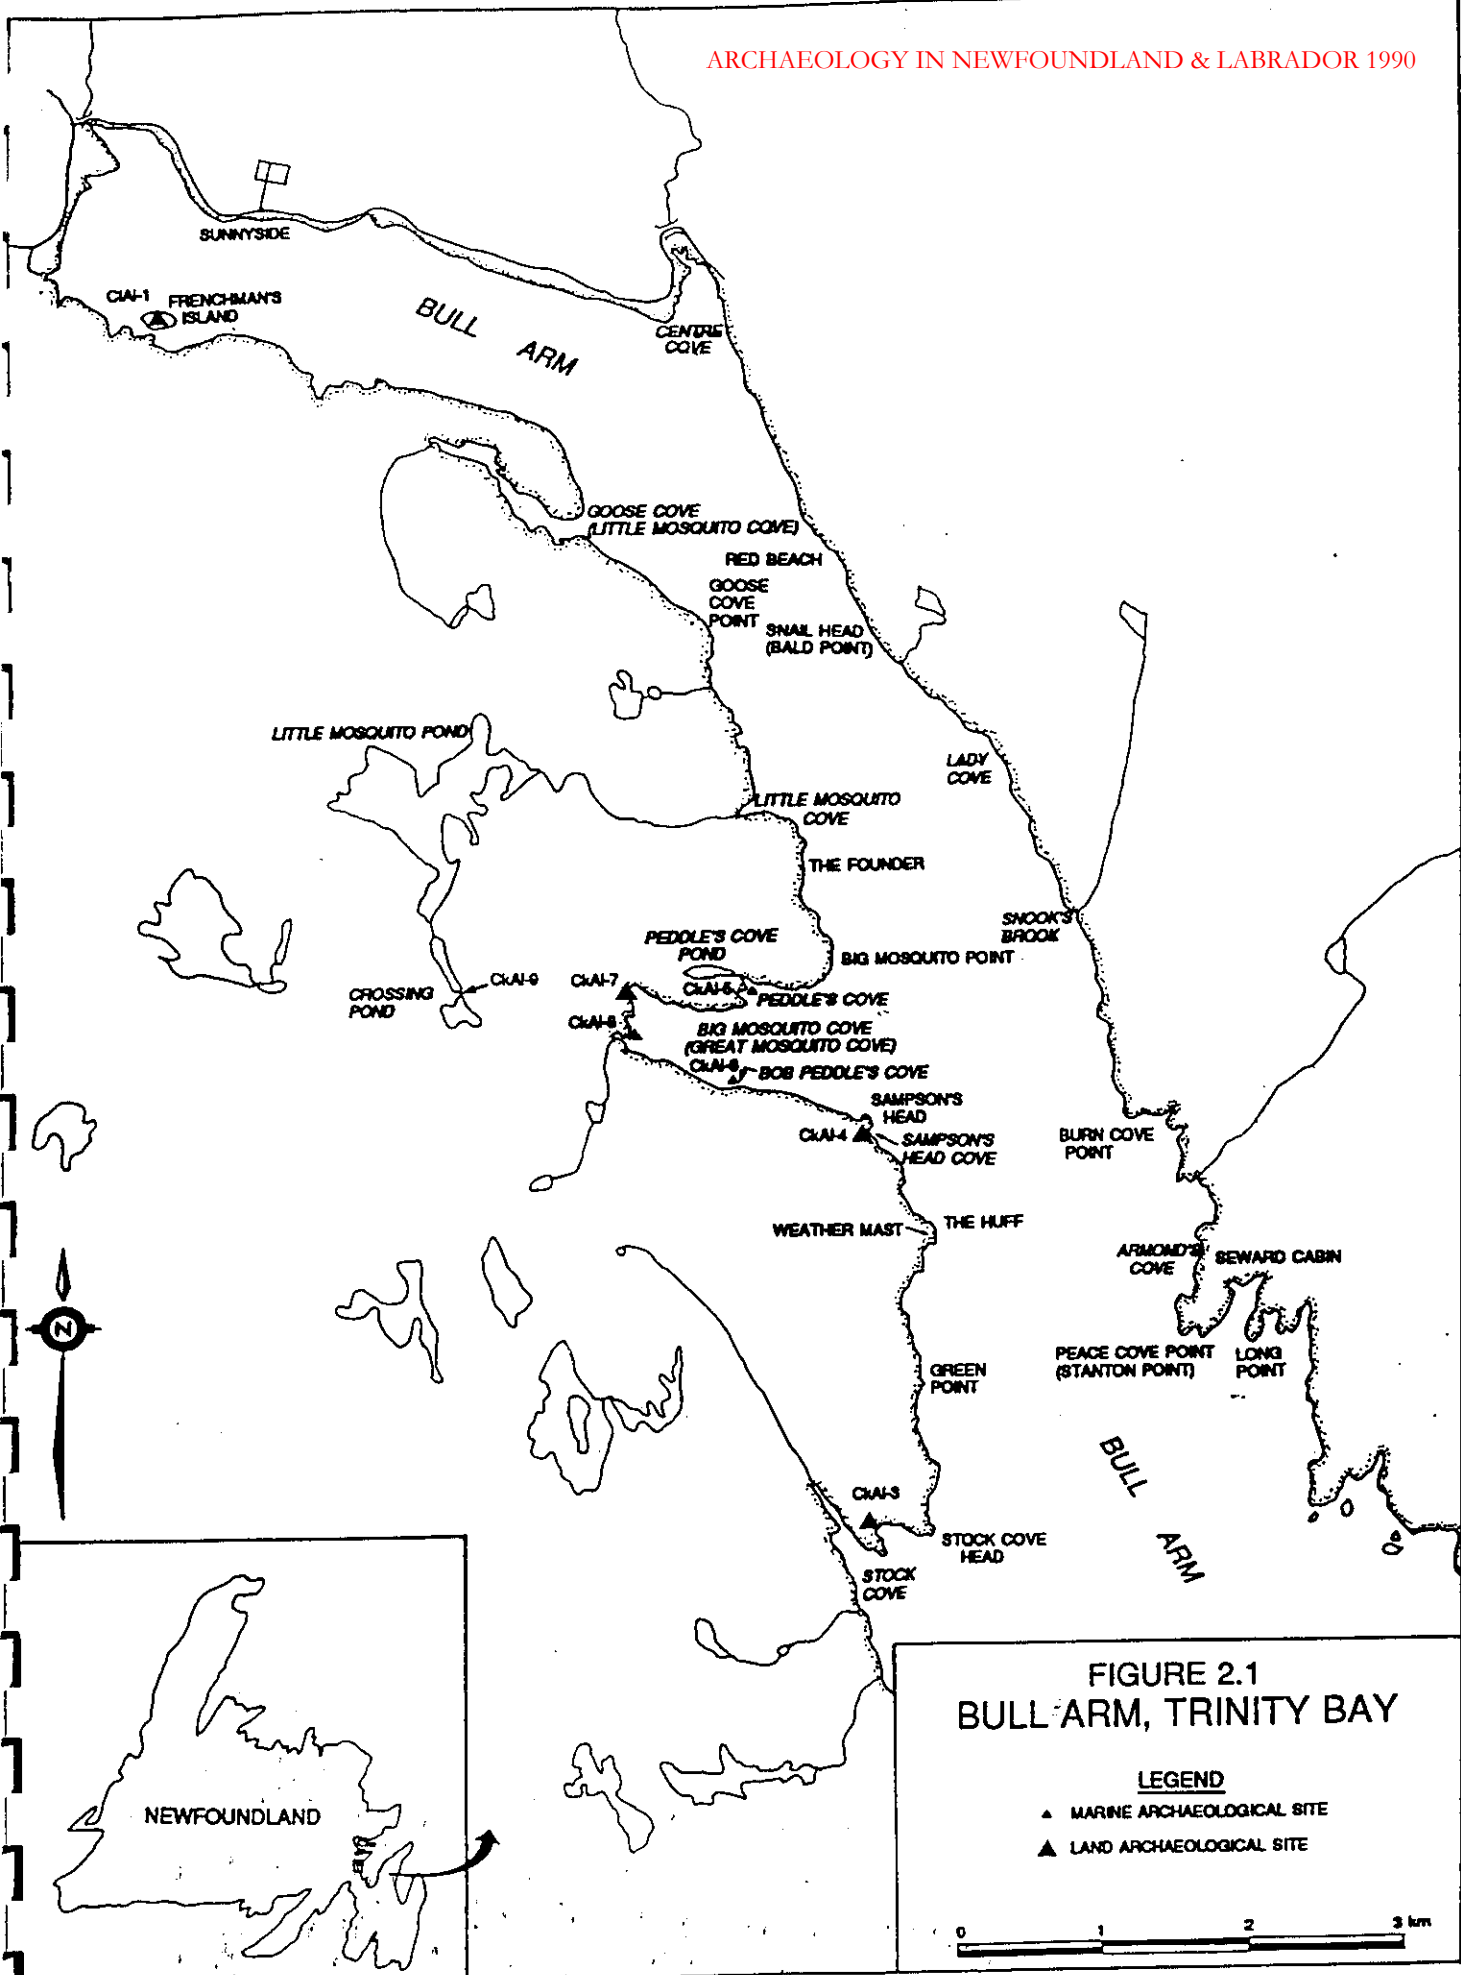 ARCHAEOLOGY IN NEWFOUNDLAND & LABRADOR 1990
SUNNYSIDE
ClAl-1
FRENCHMAN'S
ISLAND
BULL
ARM
CENTRE
COVE
GOOSE COVE
(LITTLE MOSQUITO COVE)
RED BEACH
GOOSE
COVE
POINT
SNAIL HEAD
(BALD POINT)
LITTLE MOSQUITO POND
LADY
COVE
LITTLE MOSQUITO
COVE
THE FOUNDER
SNOOK'S
BROOK
PEDDLE'S COVE
POND
BIG MOSQUITO POINT
CROSSING
POND
CkAl-9
CkAl-7
CkAl-5
PEDDLE'S COVE
CkAl-8
BIG MOSQUITO COVE
(GREAT MOSQUITO COVE)
CkAl-6
BOB PEDDLE'S COVE
SAMPSON'S
HEAD
CkAl-4
SAMPSON'S
HEAD COVE
BURN COVE
POINT
WEATHER MAST
THE HUFF
ARMOND'S
COVE
SEWARD CABIN
N
PEACE COVE POINT
(STANTON POINT)
LONG
POINT
GREEN
POINT
BULL
ARM
CkAl-3
STOCK COVE
HEAD
STOCK
COVE
NEWFOUNDLAND
FIGURE 2.1
BULL ARM, TRINITY BAY
LEGEND
MARINE ARCHAEOLOGICAL SITE
LAND ARCHAEOLOGICAL SITE
0 1 2 3 km